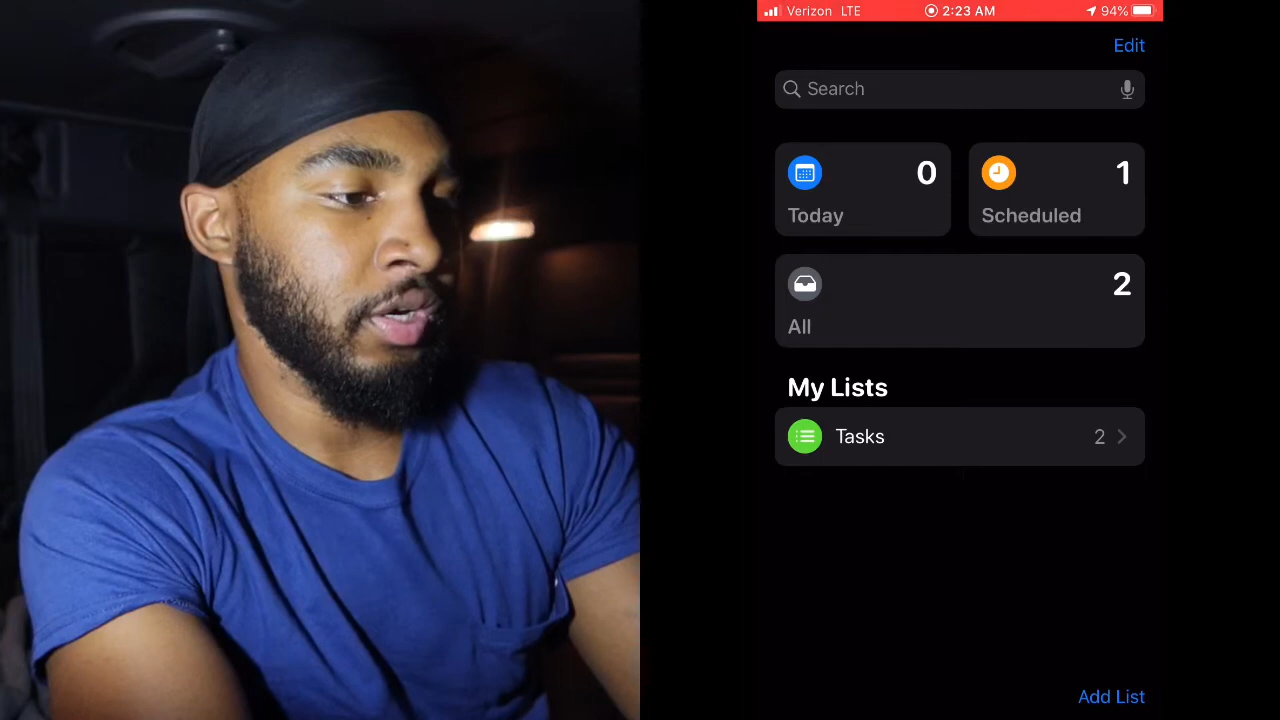 Verizon LTE 2:23 AM 94%
Edit
Search
0 1
Today Scheduled
2
All
My Lists
Tasks 2
Add List